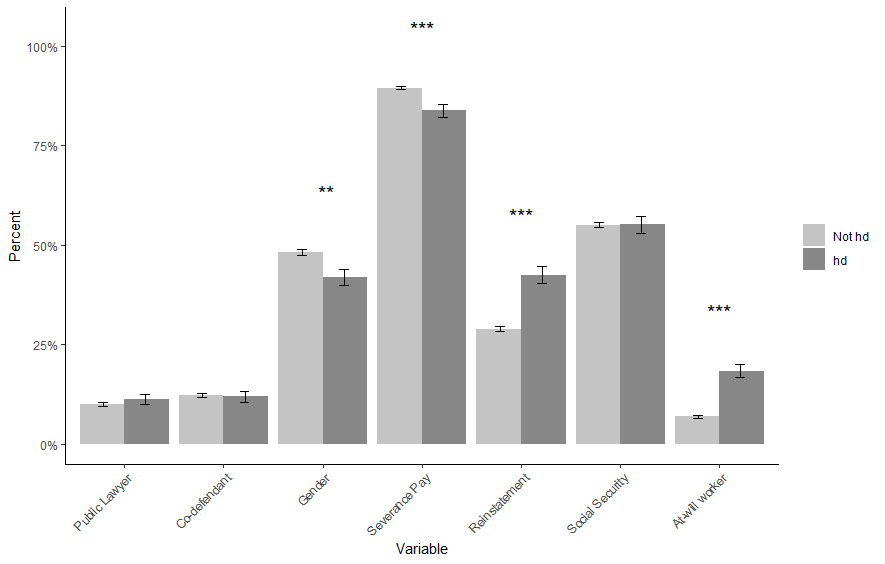 ***
100%
75%
**
***
50%
***
25%
0%
Percent
Not hd
hd
Public Lawyer
Co-defendant
Gender
Severance Pay
Reinstatement
Social Security
At-will worker
Variable